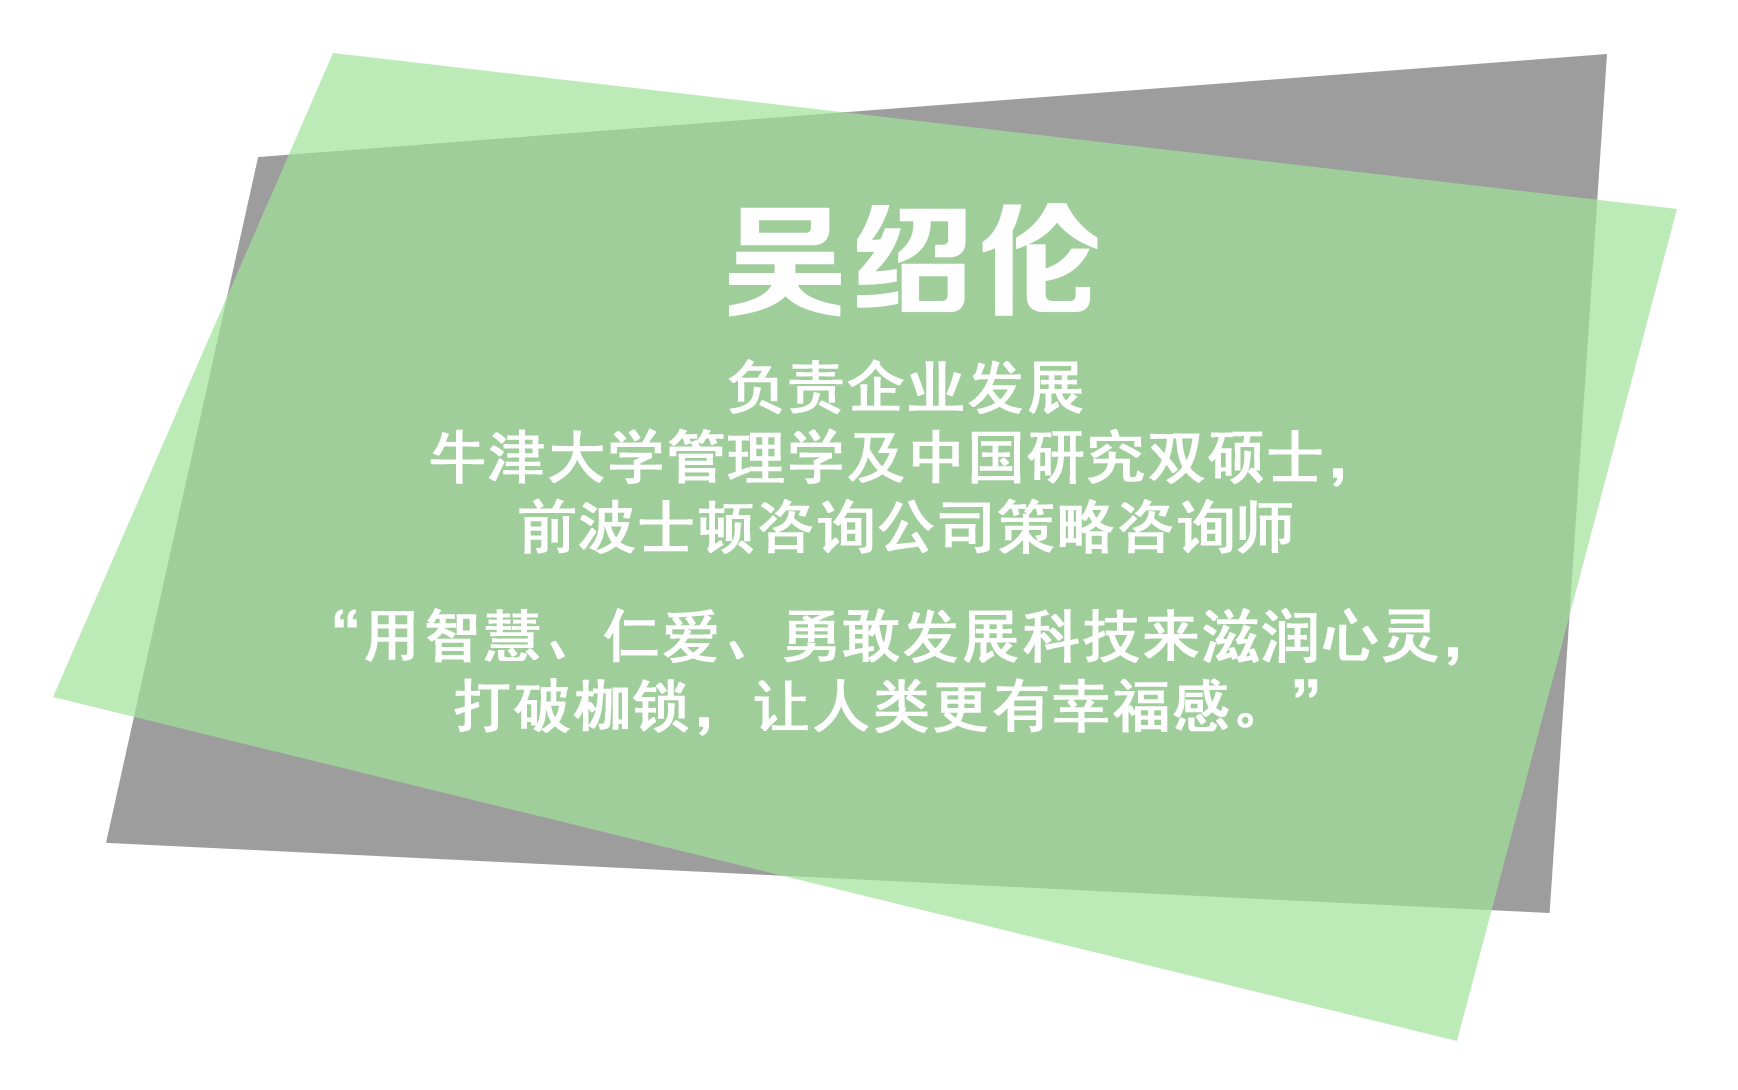 吴绍伦
负责企业发展
牛津大学管理学及中国研究双硕士，
前波士顿咨询公司策略咨询师
“用智慧、仁爱、勇敢发展科技来滋润心灵，
打破枷锁，让人类更有幸福感。”